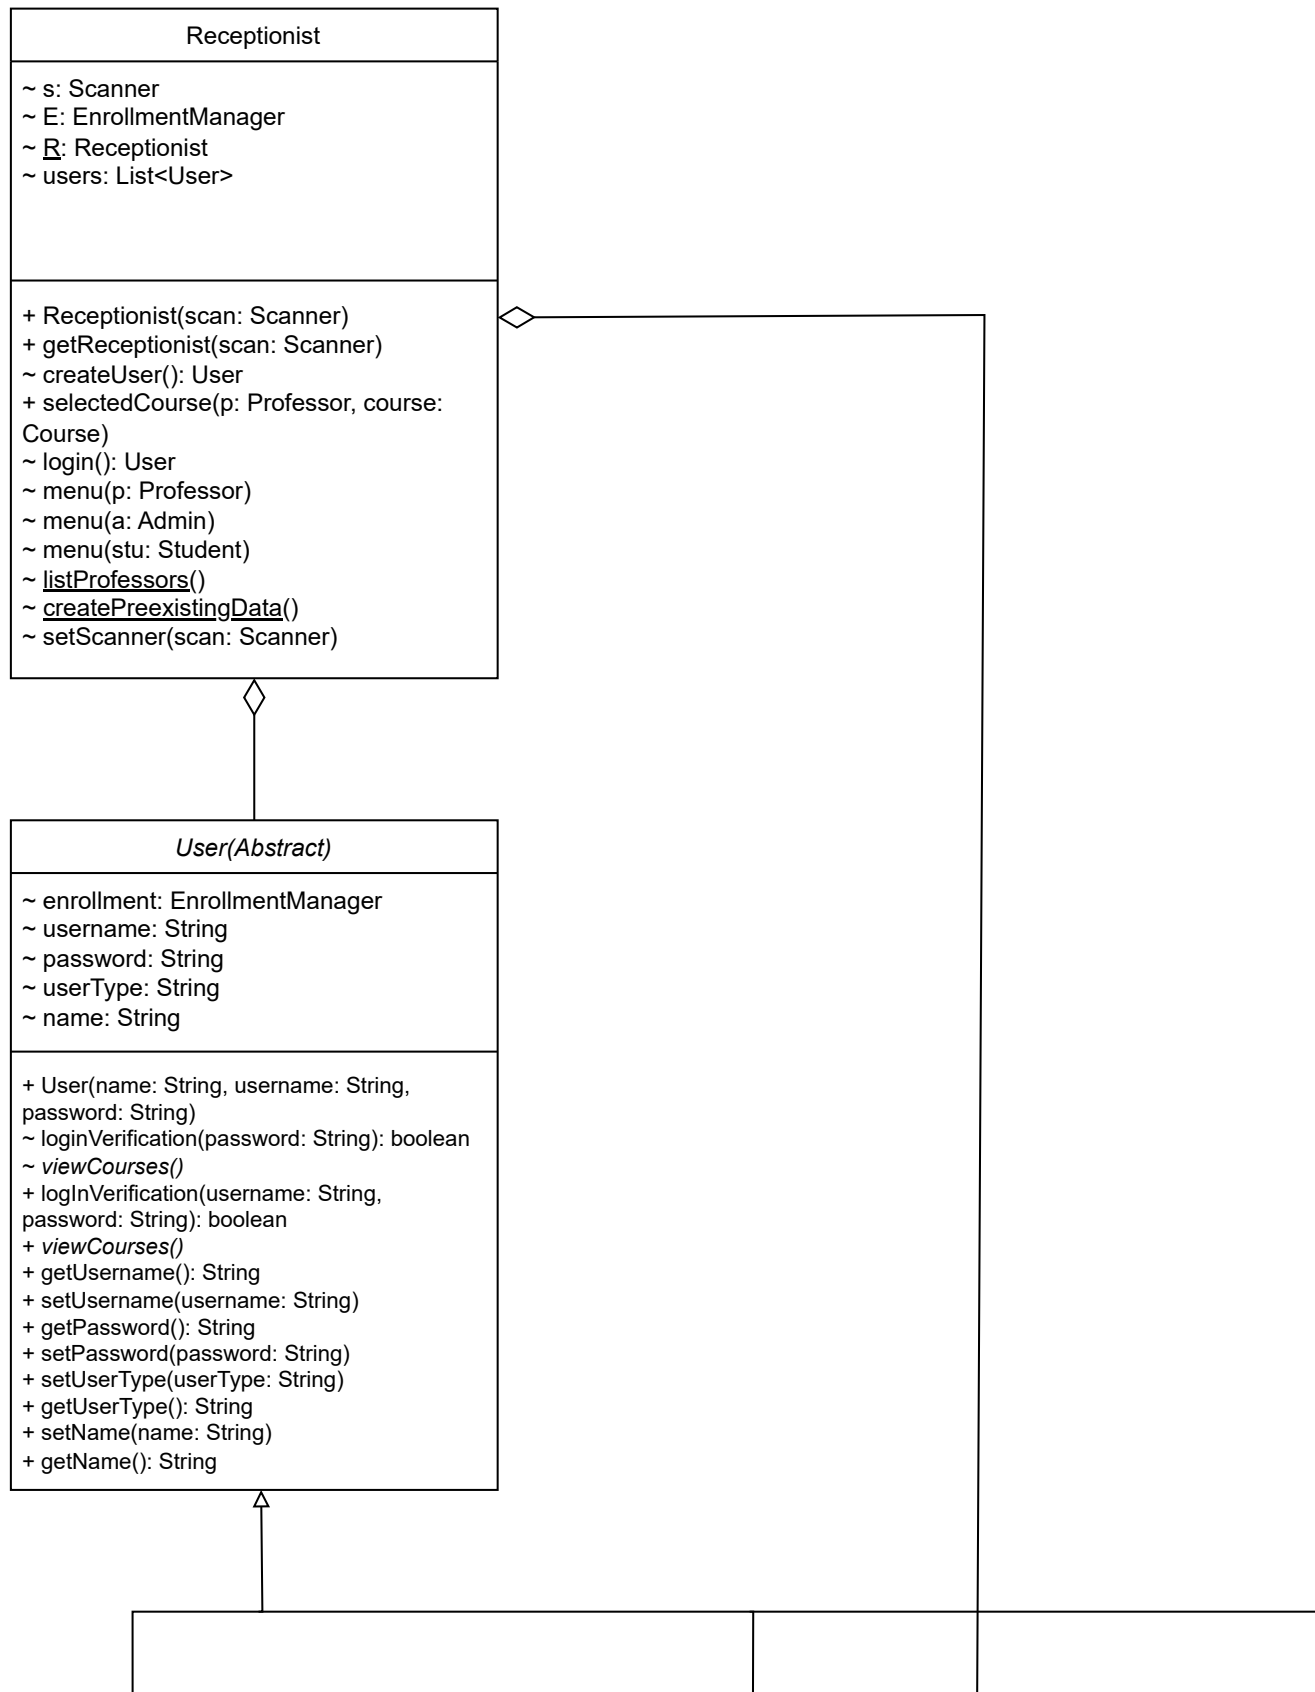 Receptionist
~ s: Scanner
~ E: EnrollmentManager
~ R: Receptionist
~ users: List<User>
+ Receptionist(scan: Scanner)
+ getReceptionist(scan: Scanner)
~ createUser(): User
+ selectedCourse(p: Professor, course:
Course)
~ login(): User
~ menu(p: Professor)
~ menu(a: Admin)
~ menu(stu: Student)
~ listProfessors()
~ createPreexistingData()
~ setScanner(scan: Scanner)
User(Abstract)
~ enrollment: EnrollmentManager
~ username: String
~ password: String
~ userType: String
~ name: String
+ User(name: String, username: String,
password: String)
~ loginVerification(password: String): boolean
~ viewCourses()
+ logInVerification(username: String,
password: String): boolean
+ viewCourses()
+ getUsername(): String
+ setUsername(username: String)
+ getPassword(): String
+ setPassword(password: String)
+ setUserType(userType: String)
+ getUserType(): String
+ setName(name: String)
+ getName(): String